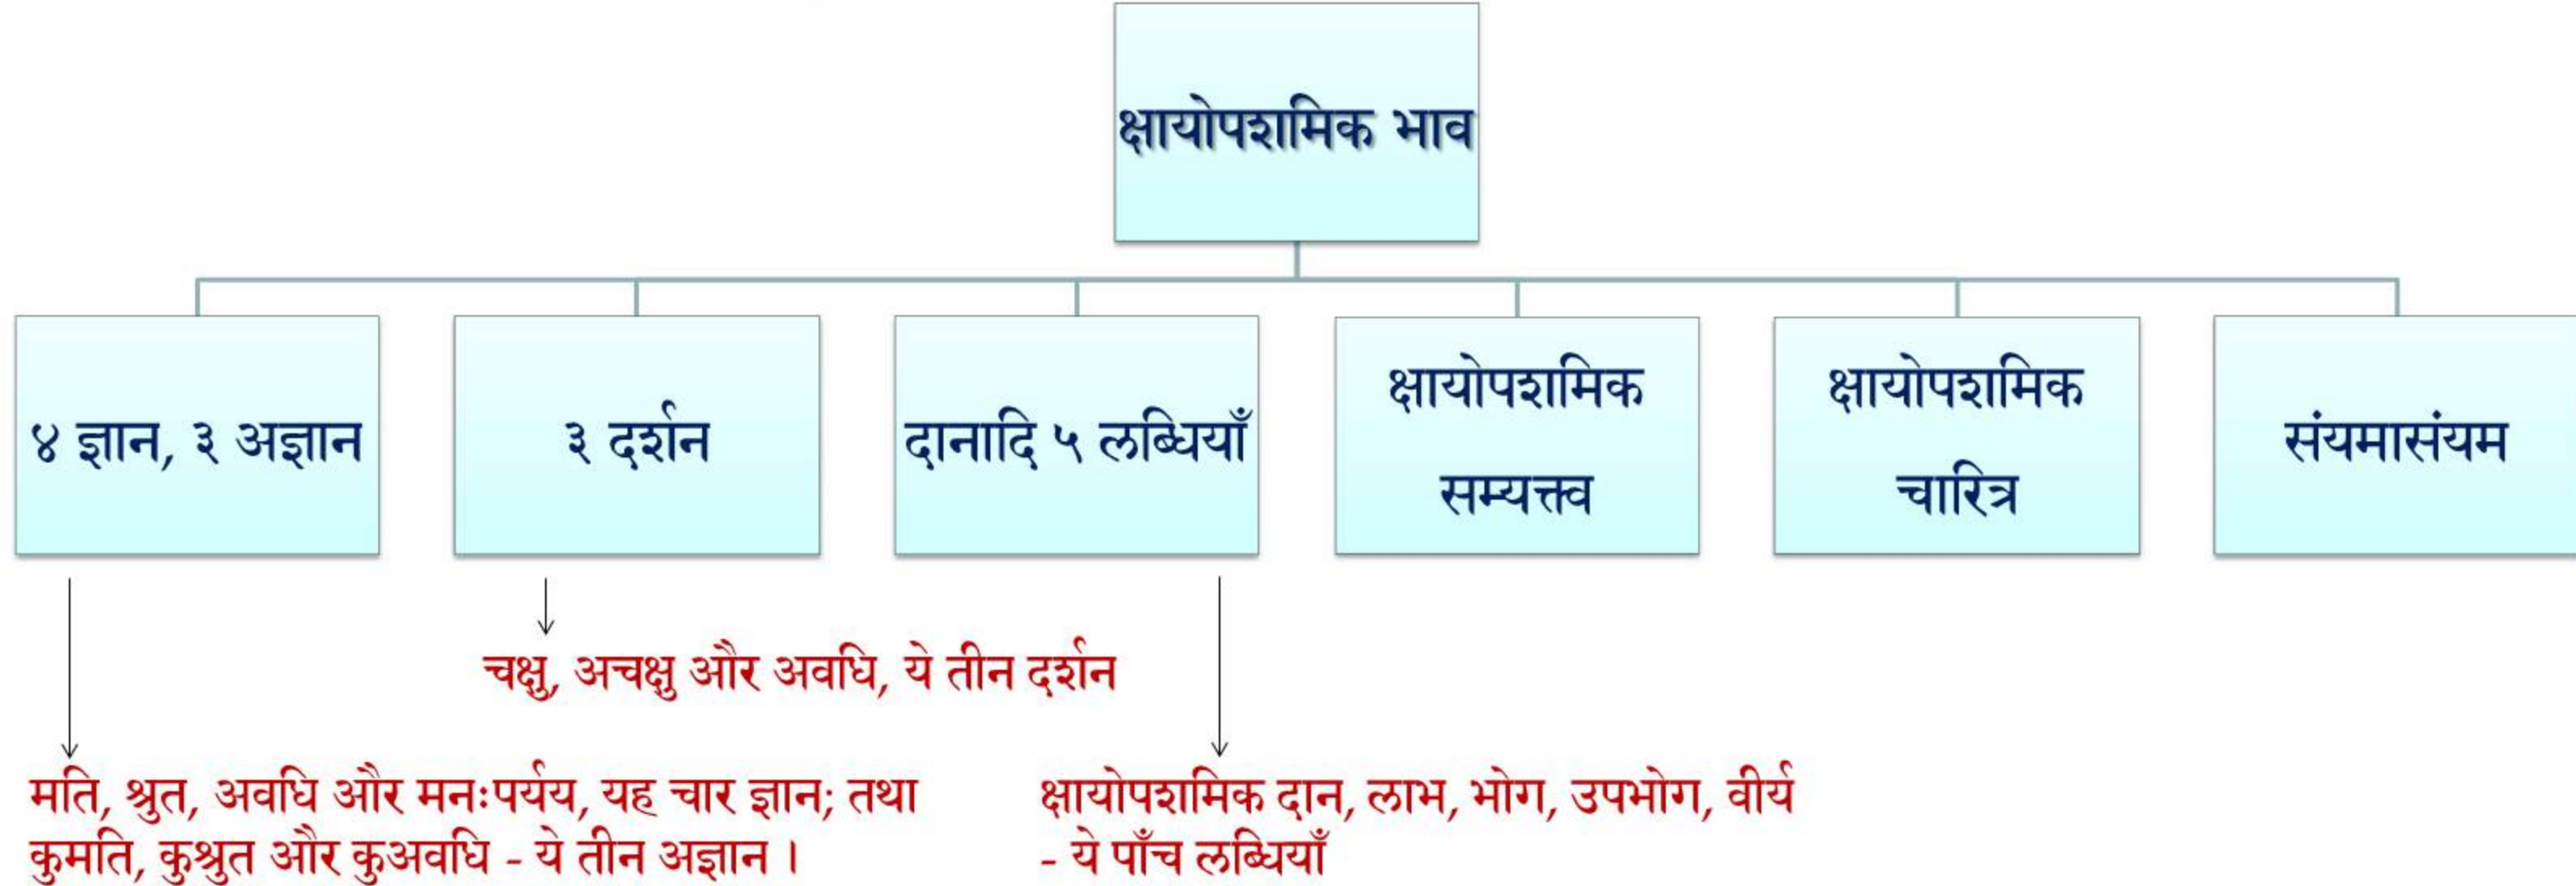 क्षायोपशमिक भाव
४ ज्ञान, ३ अज्ञान
३ दर्शन
दानादि ५ लब्धियाँ
क्षायोपशमिक
सम्यक्त्व
क्षायोपशमिक
चारित्र
संयमासंयम
चक्षु, अचक्षु और अवधि, ये तीन दर्शन
मति, श्रुत, अवधि और मनःपर्यय, यह चार ज्ञान; तथा
कुमति, कुश्रुत और कुअवधि - ये तीन अज्ञान ।
क्षायोपशमिक दान, लाभ, भोग, उपभोग, वीर्य
- ये पाँच लब्धियाँ